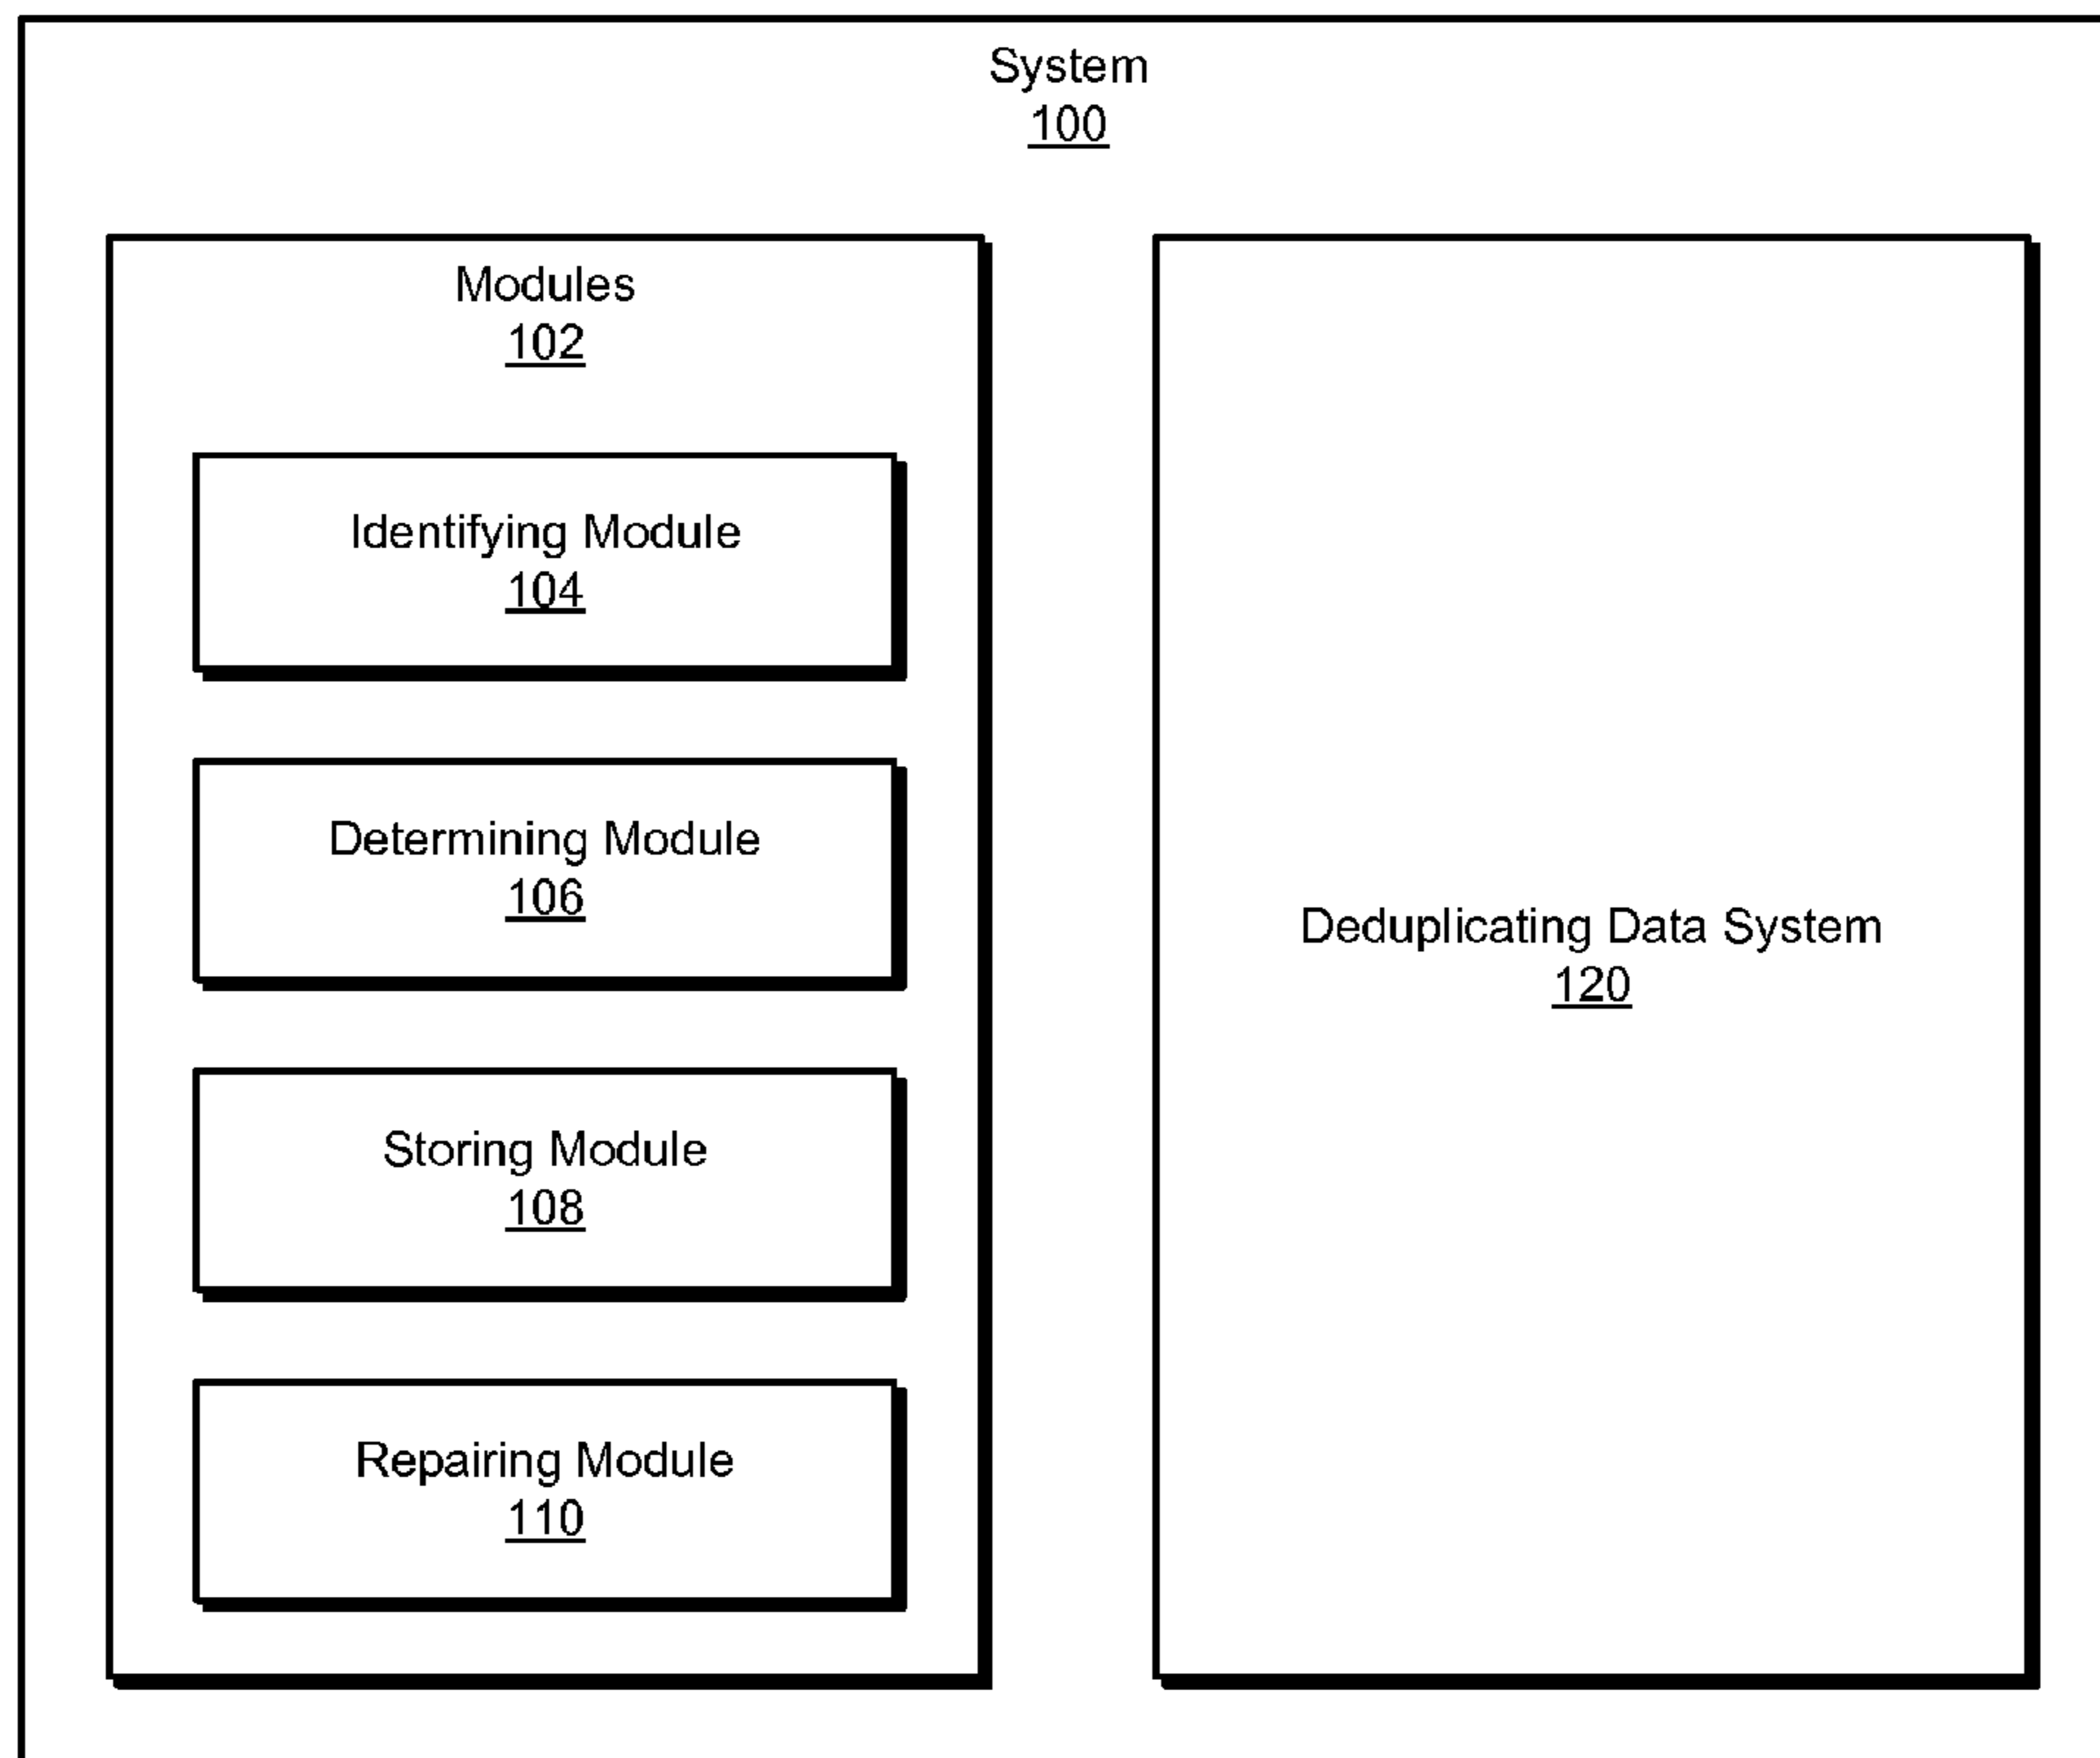 System
100
Modules
102
Identifying Module
104
Determining Module
106
Storing Module
108
Repairing Module
110
Deduplicating Data System
120